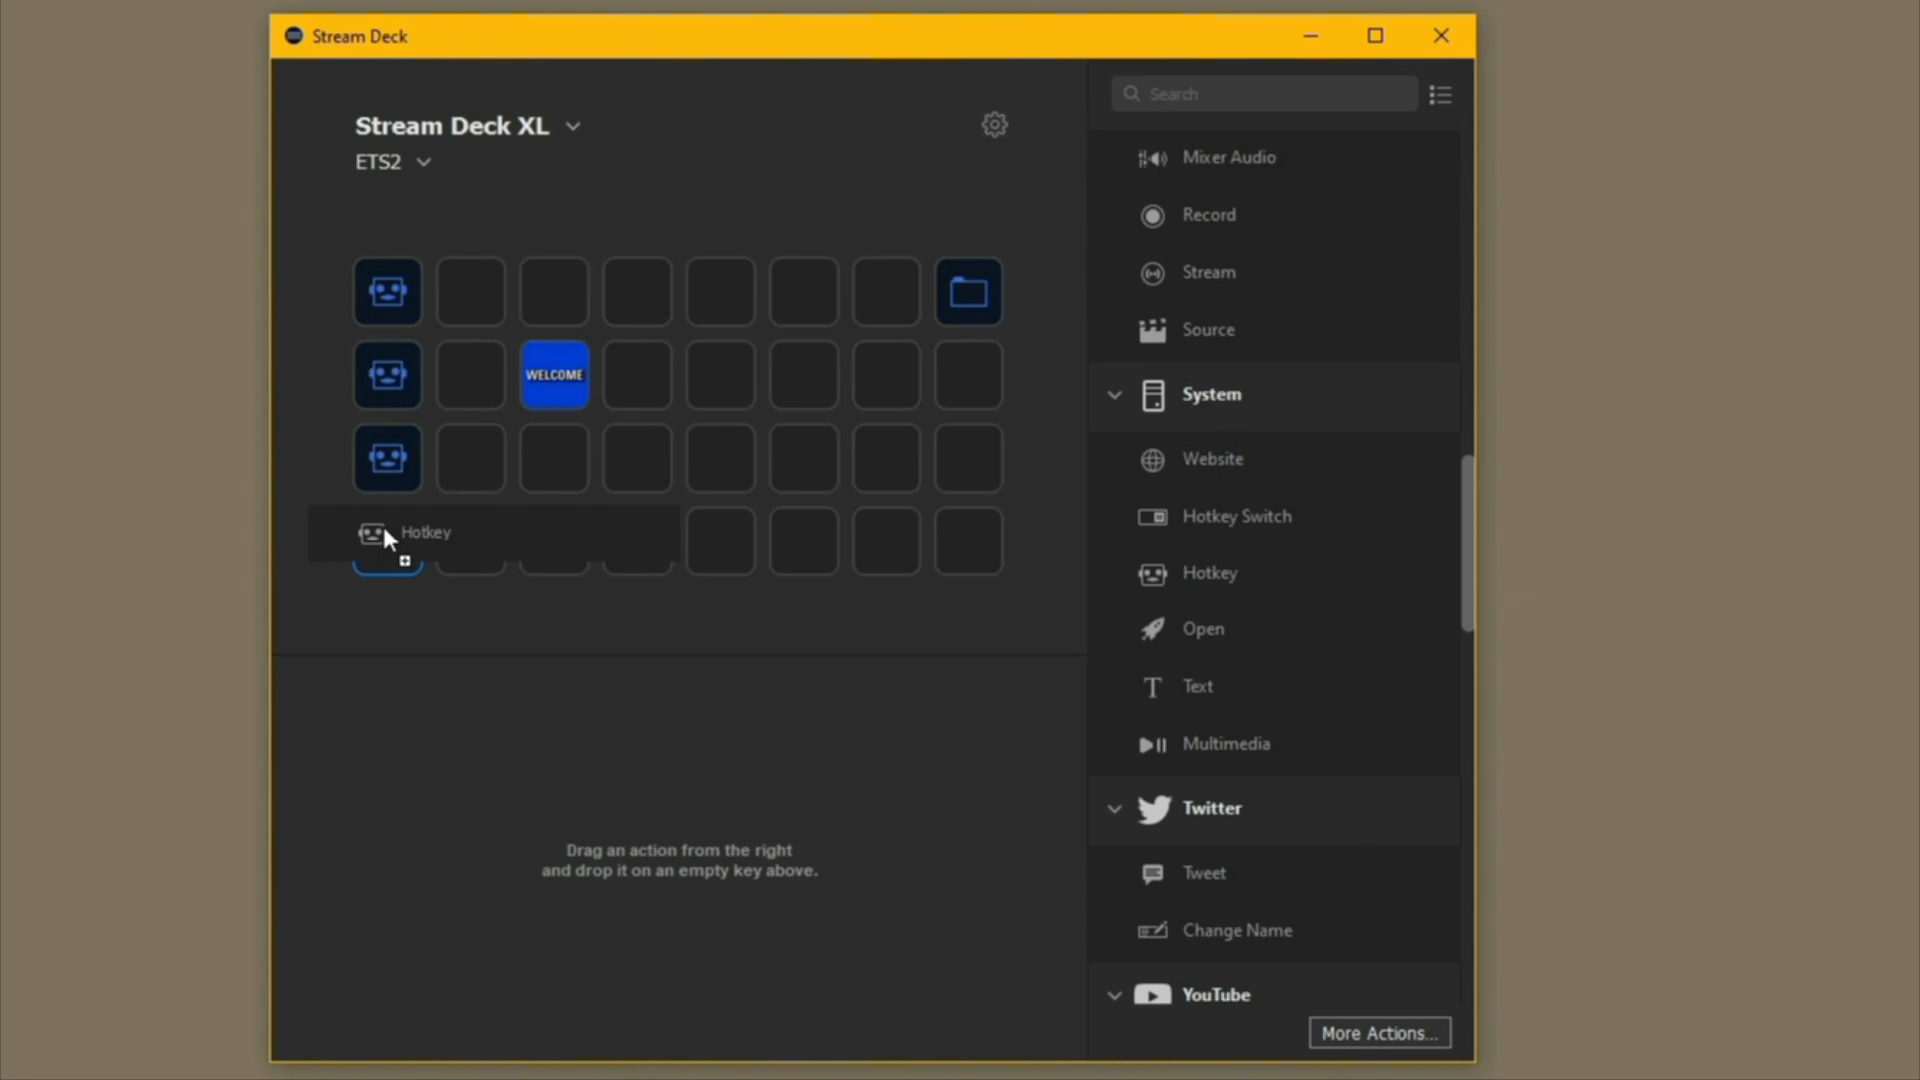 Stream Deck
Stream Deck XL
ETS2
WELCOME
Hotkey
Drag an action from the right
and drop it on an empty key above.
Search
Mixer Audio
Record
Stream
Source
System
Website
Hotkey Switch
Hotkey
Open
Text
Multimedia
Twitter
Tweet
Change Name
YouTube
More Actions...